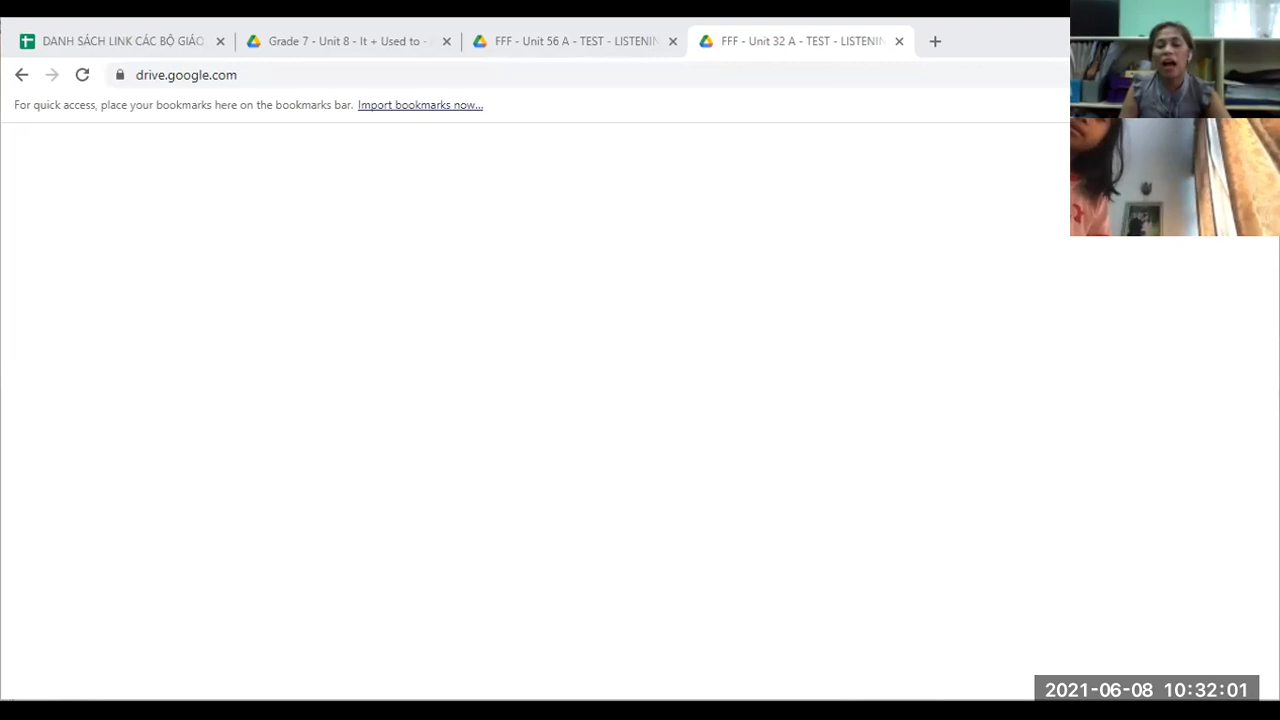 DANSH SÁCH LINK CÁC BỘ GIÁO
Grade 7 - Unit 8 - It + Used to -
FFF - Unit 56 A - TEST - LISTENIN
FFF - Unit 32 A - TEST - LISTENIN
drive.google.com
For quick access, place your bookmarks here on the bookmarks bar. Import bookmarks now...
2021-06-08 10:32:01